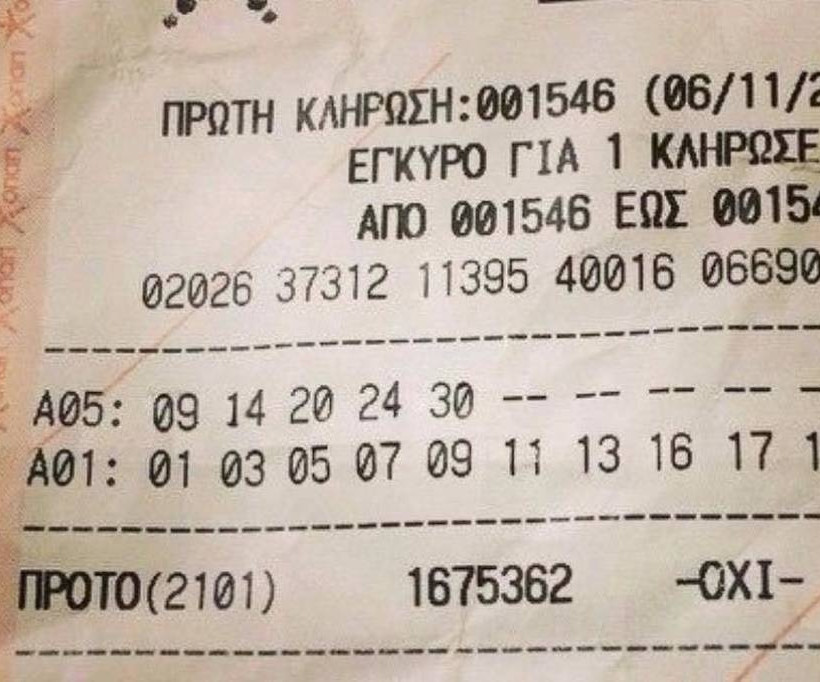 ΠΡΩΤΗ ΚΛΗΡΩΣΗ:001546 (06/11/2
ΕΓΚΥΡΟ ΓΙΑ 1 ΚΛΗΡΩΣΕ
ΑΠΟ 001546 ΕΩΣ 00154
02026 37312 11395 40016 06690
A05: 09 14 20 24 30 -- -- -- -- -
A01: 01 03 05 07 09 11 13 16 17 1
ΠΡΟΤΟ(2101) 1675362 -ΟΧΙ-